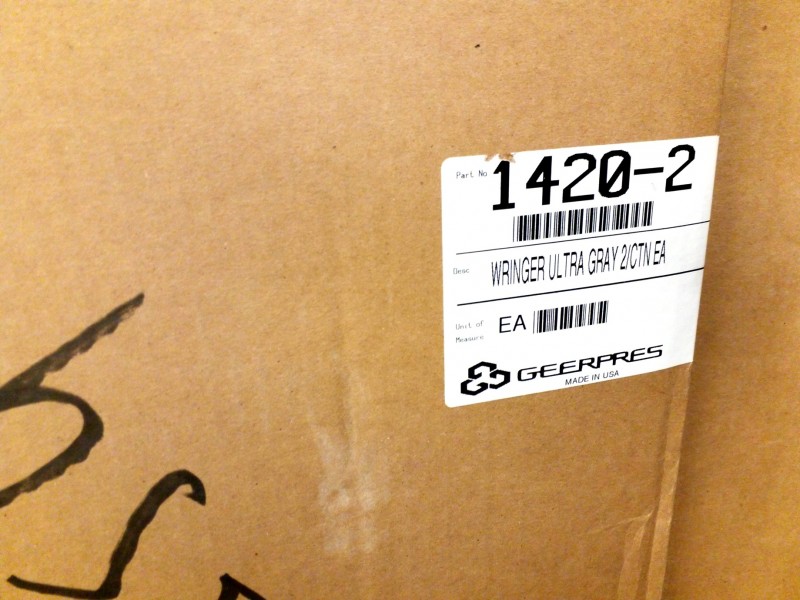 Part No 1420-2
Desc WRINGER ULTRA GRAY 2/CTN EA
Unit of Measure EA
GEERPRES
MADE IN USA